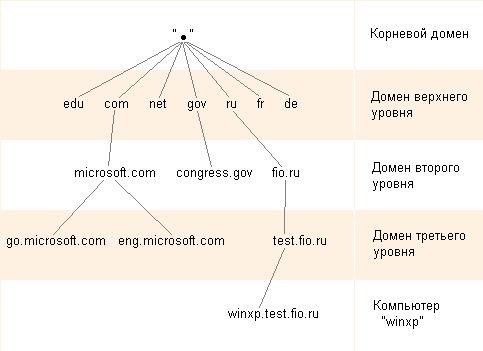 " • " Корневой домен
edu com net gov ru fr de Домен верхнего
уровня
microsoft.com congress.gov fio.ru Домен второго
уровня
go.microsoft.com eng.microsoft.com test.fio.ru Домен третьего
уровня
winxp.test.fio.ru Компьютер
"winxp"